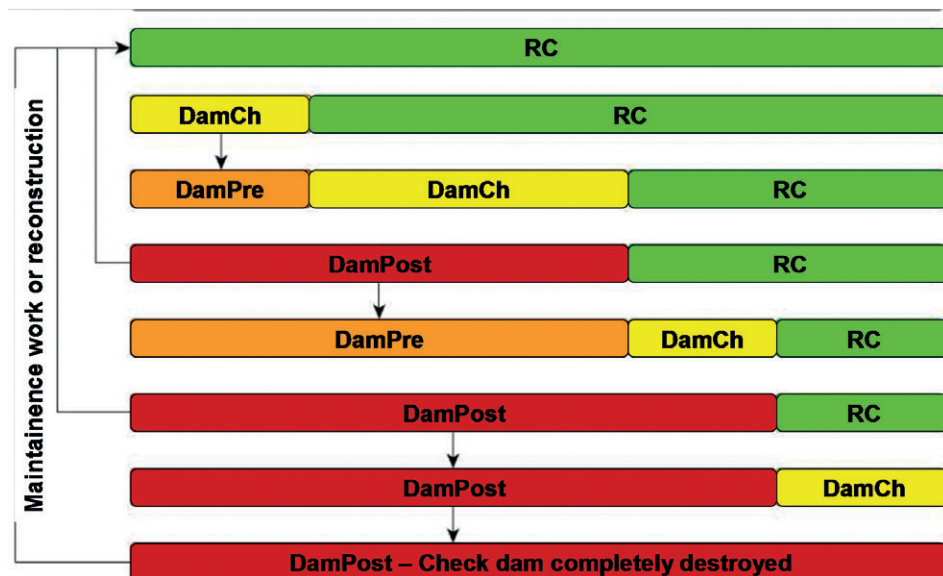 Maintainence work or reconstruction
RC
DamCh RC
DamPre DamCh RC
DamPost RC
DamPre DamCh RC
DamPost RC
DamPost DamCh
DamPost – Check dam completely destroyed